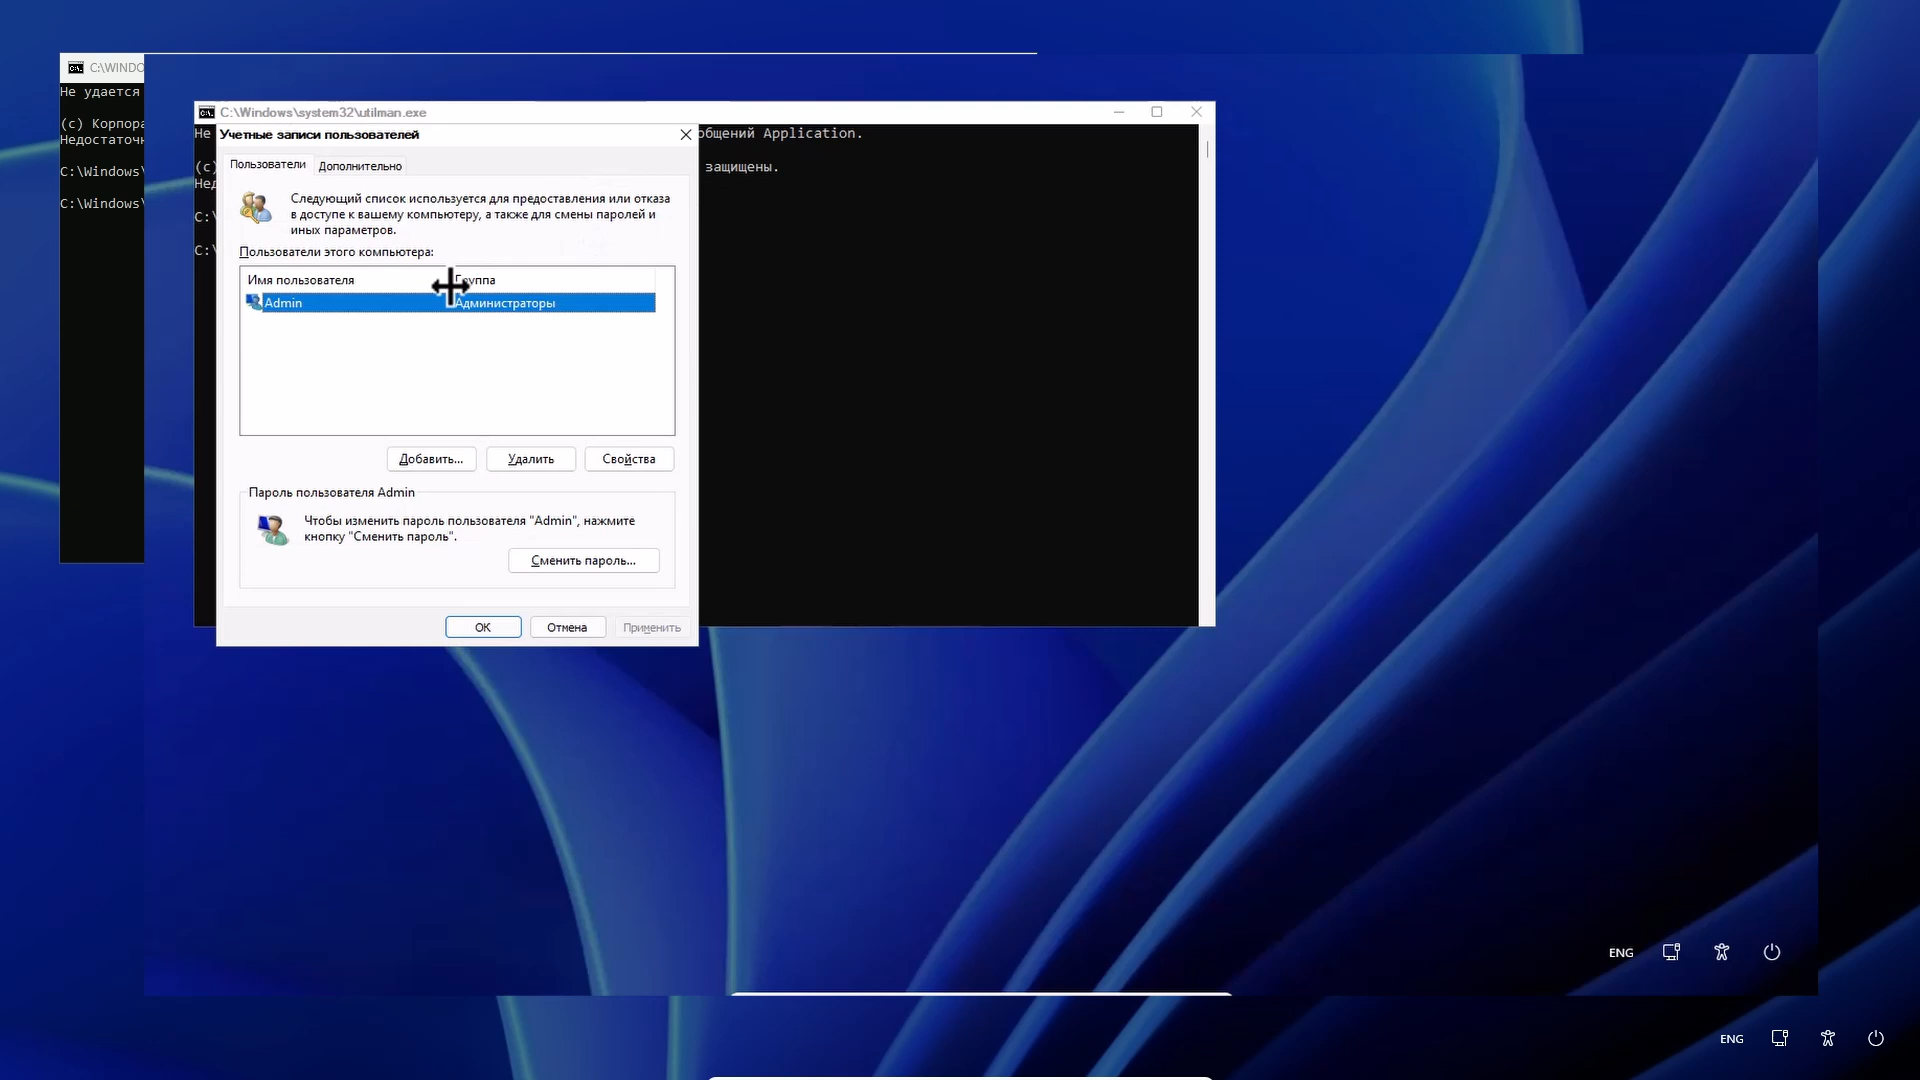 C:\WINDO
Не удается
(с) Корпора
Недостаточн
C:\Windows\
C:\Windows\
C:\Windows\system32\utilman.exe
Не
общений Application.
(с)
защищены.
Нед
C:\
C:\
Учетные записи пользователей
Пользователи
Дополнительно
Следующий список используется для предоставления или отказа
в доступе к вашему компьютеру, а также для смены паролей и
иных параметров.
Пользователи этого компьютера:
Имя пользователя
Группа
Admin
Администраторы
Добавить...
Удалить
Свойства
Пароль пользователя Admin
Чтобы изменить пароль пользователя "Admin", нажмите
кнопку "Сменить пароль".
Сменить пароль...
ОК
Отмена
Применить
ENG
ENG